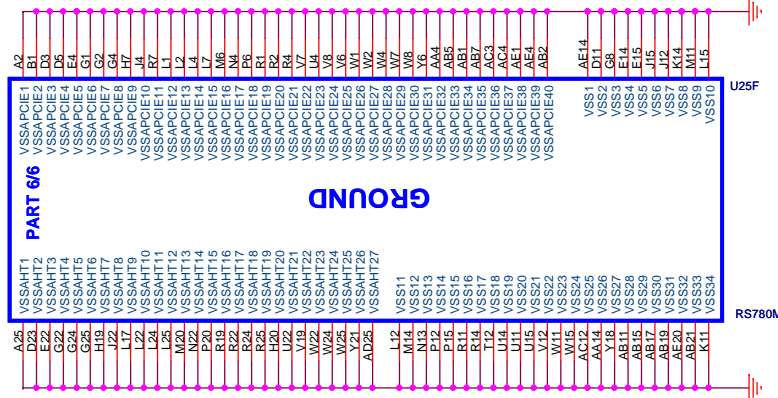 A2
B1
D3
D5
E4
G1
G2
G4
H7
J4
R7
L1
L2
L4
L7
M6
N4
P6
R1
R2
R4
V7
U4
V8
V6
W1
W2
W4
W7
W8
Y6
AA4
AB5
AB1
AB7
AC3
AC4
AE1
AE4
AB2
AE14
D11
G8
E14
E15
J15
J12
K14
M11
L15
U25F
VSSAPCIE1
VSSAPCIE2
VSSAPCIE3
VSSAPCIE4
VSSAPCIE5
VSSAPCIE6
VSSAPCIE7
VSSAPCIE8
VSSAPCIE9
VSSAPCIE10
VSSAPCIE11
VSSAPCIE12
VSSAPCIE13
VSSAPCIE14
VSSAPCIE15
VSSAPCIE16
VSSAPCIE17
VSSAPCIE18
VSSAPCIE19
VSSAPCIE20
VSSAPCIE21
VSSAPCIE22
VSSAPCIE23
VSSAPCIE24
VSSAPCIE25
VSSAPCIE26
VSSAPCIE27
VSSAPCIE28
VSSAPCIE29
VSSAPCIE30
VSSAPCIE31
VSSAPCIE32
VSSAPCIE33
VSSAPCIE34
VSSAPCIE35
VSSAPCIE36
VSSAPCIE37
VSSAPCIE38
VSSAPCIE39
VSSAPCIE40
VSS1
VSS2
VSS3
VSS4
VSS5
VSS6
VSS7
VSS8
VSS9
VSS10
PART 6/6
GROUND
VSSAHT1
VSSAHT2
VSSAHT3
VSSAHT4
VSSAHT5
VSSAHT6
VSSAHT7
VSSAHT8
VSSAHT9
VSSAHT10
VSSAHT11
VSSAHT12
VSSAHT13
VSSAHT14
VSSAHT15
VSSAHT16
VSSAHT17
VSSAHT18
VSSAHT19
VSSAHT20
VSSAHT21
VSSAHT22
VSSAHT23
VSSAHT24
VSSAHT25
VSSAHT26
VSSAHT27
VSS11
VSS12
VSS13
VSS14
VSS15
VSS16
VSS17
VSS18
VSS19
VSS20
VSS21
VSS22
VSS23
VSS24
VSS25
VSS26
VSS27
VSS28
VSS29
VSS30
VSS31
VSS32
VSS33
VSS34
RS780M
A25
D23
E22
G22
G24
G25
H19
J22
L17
L22
L24
L25
M20
N22
P20
R19
R22
R24
R25
H20
U22
V19
W22
W24
W25
Y21
AD25
L12
M14
N13
P12
P15
R11
R14
T12
U14
U11
U15
V12
W11
W15
AC12
AA14
Y18
AB11
AB15
AB17
AB19
AE20
AB21
K11